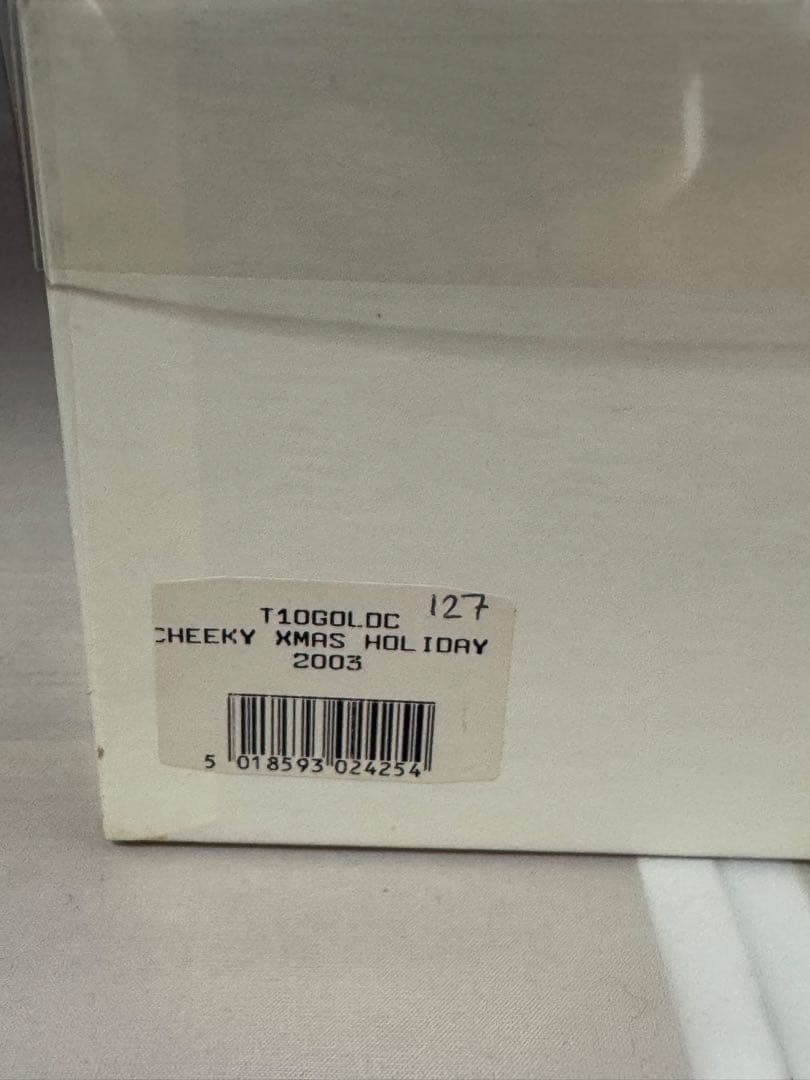 T10GOLDC 127
CHEEKY XMAS HOLIDAY
2003
5 018593 024254